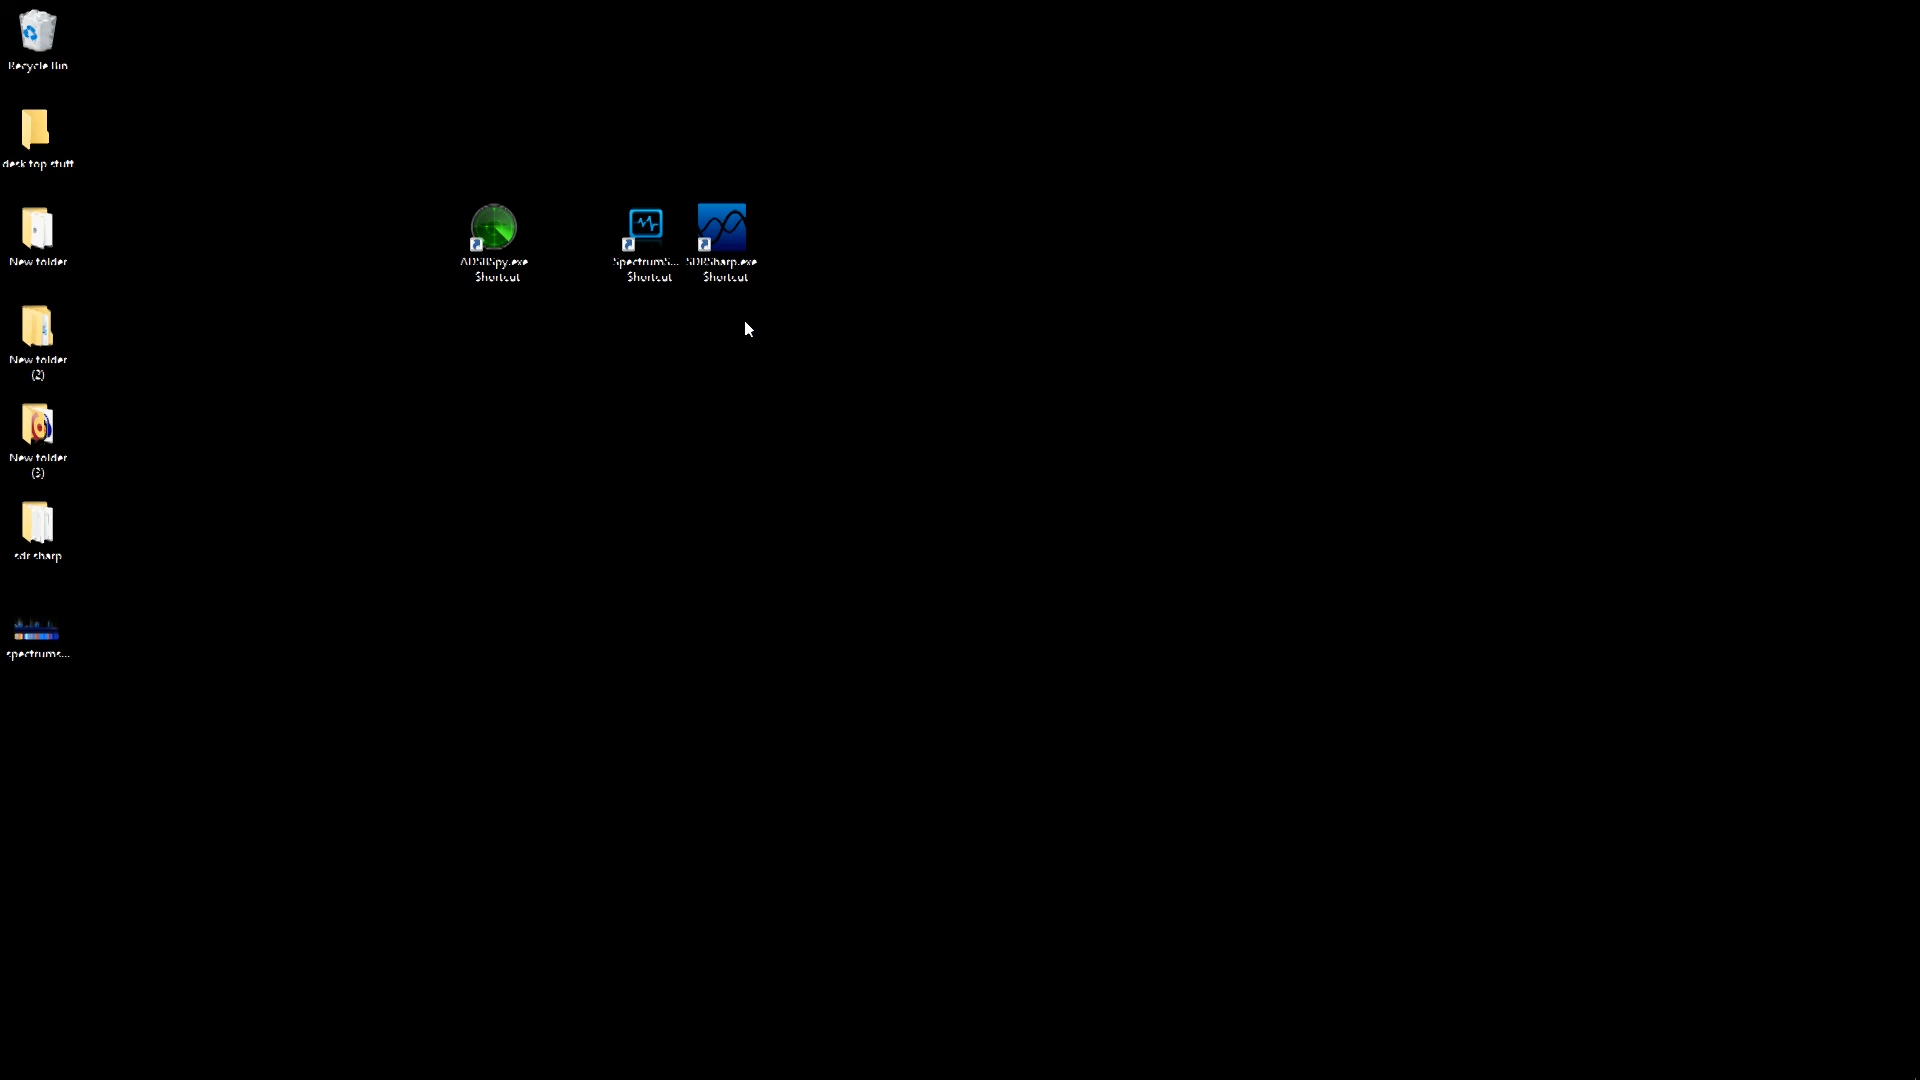 Recycle Bin
desk top stuff
New folder
New folder
(2)
New folder
(3)
sdr sharp
spectrums...
ADSBSpy.exe
Shortcut
SpectrumS...
Shortcut
SDRSharp.exe
Shortcut